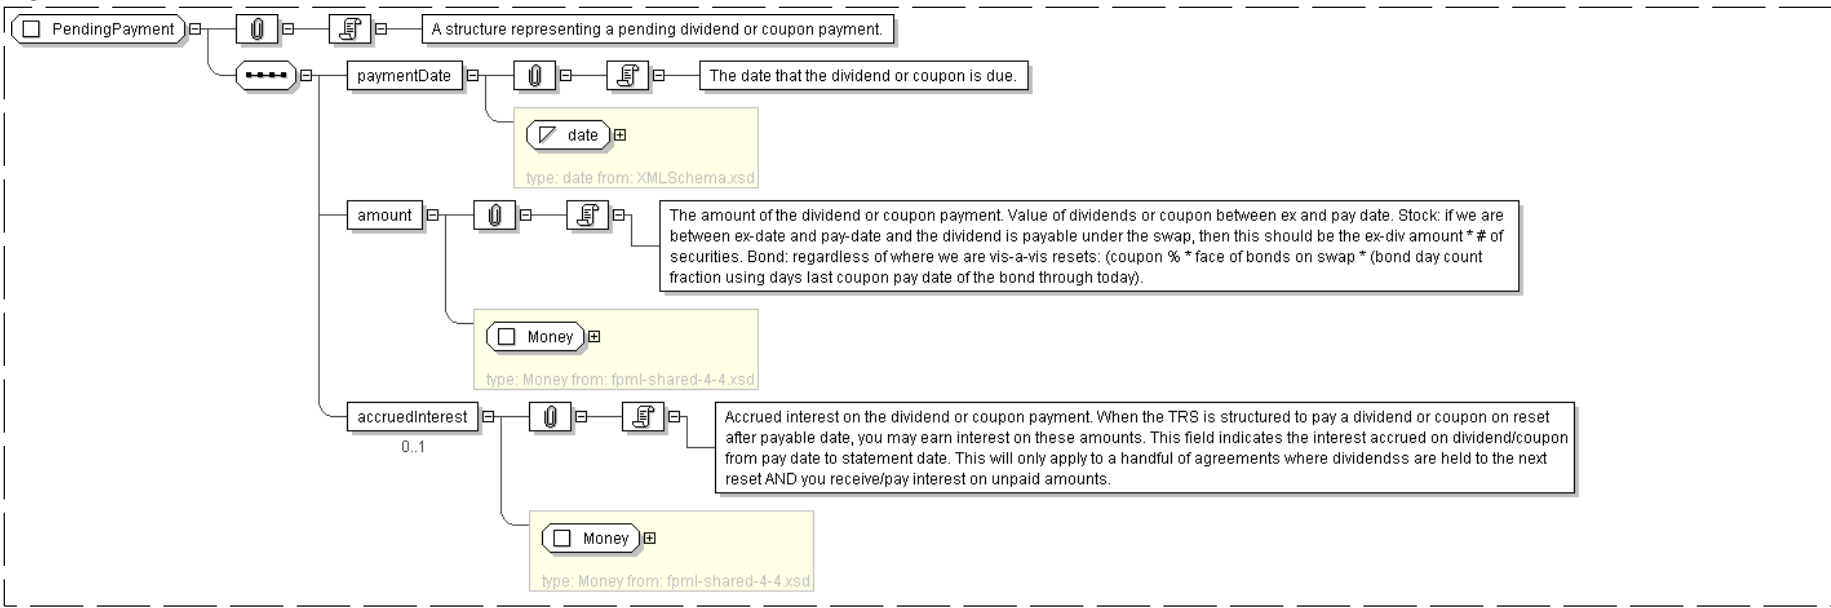 PendingPayment
A structure representing a pending dividend or coupon payment.
paymentDate
The date that the dividend or coupon is due.
date
type: date from: XMLSchema.xsd
amount
The amount of the dividend or coupon payment. Value of dividends or coupon between ex and pay date. Stock: if we are
between ex-date and pay-date and the dividend is payable under the swap, then this should be the ex-div amount * # of
securities. Bond: regardless of where we are vis-a-vis resets: (coupon % * face of bonds on swap * (bond day count
fraction using days last coupon pay date of the bond through today).
Money
type: Money from: fpml-shared-4-4.xsd
accruedInterest
0..1
Accrued interest on the dividend or coupon payment. When the TRS is structured to pay a dividend or coupon on reset
after payable date, you may earn interest on these amounts. This field indicates the interest accrued on dividend/coupon
from pay date to statement date. This will only apply to a handful of agreements where dividendss are held to the next
reset AND you receive/pay interest on unpaid amounts.
Money
type: Money from: fpml-shared-4-4.xsd